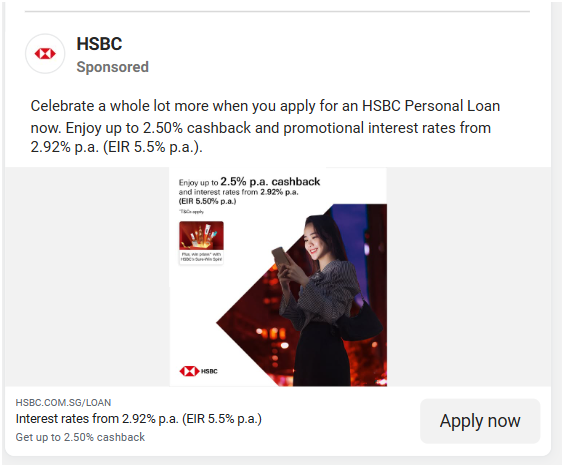 HSBC
Sponsored
Celebrate a whole lot more when you apply for an HSBC Personal Loan
now. Enjoy up to 2.50% cashback and promotional interest rates from
2.92% p.a. (EIR 5.5% p.a.).
Enjoy up to 2.5% p.a. cashback
and interest rates from 2.92% p.a.
(EIR 5.50% p.a.)
*T&Cs apply
Plus, win prizes* with
HSBC's Sure-Win Spin!
HSBC
HSBC.COM.SG/LOAN
Interest rates from 2.92% p.a. (EIR 5.5% p.a.)
Get up to 2.50% cashback
Apply now